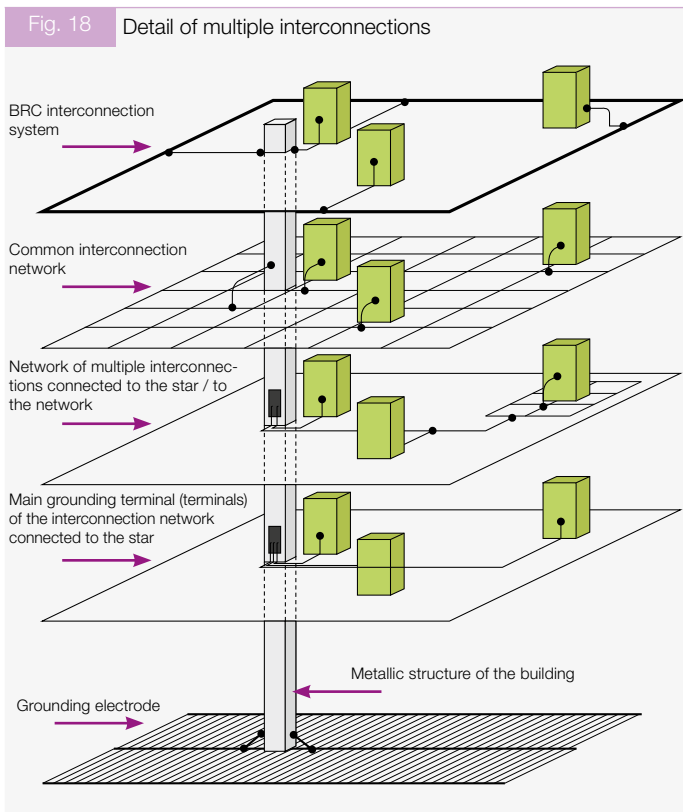 Fig. 18
Detail of multiple interconnections
BRC interconnection
system
Common interconnection
network
Network of multiple interconnec-
tions connected to the star / to
the network
Main grounding terminal (terminals)
of the interconnection network
connected to the star
Metallic structure of the building
Grounding electrode